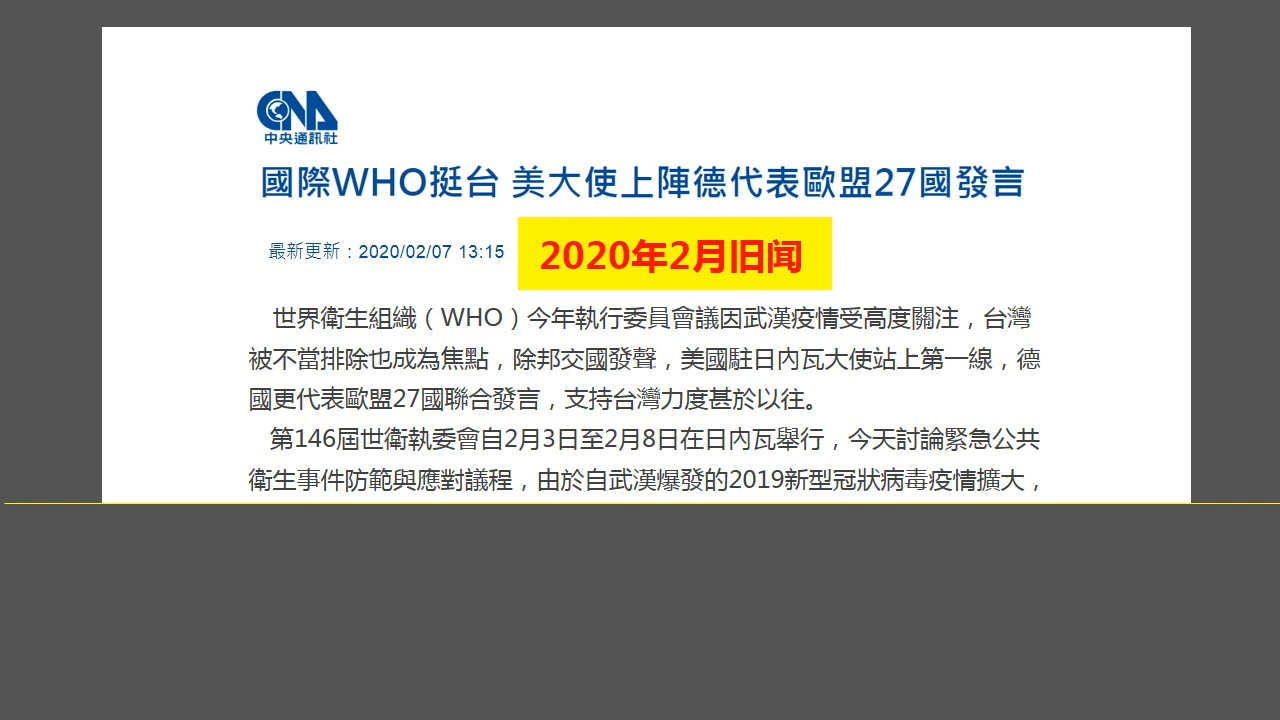 CNA
中央通訊社
國際WHO挺台 美大使上陣德代表歐盟27國發言
最新更新：2020/02/07 13:15
2020年2月旧闻
世界衛生組織（WHO）今年執行委員會議因武漢疫情受高度關注，台灣
被不當排除也成為焦點，除邦交國發聲，美國駐日內瓦大使站上第一線，德
國更代表歐盟27國聯合發言，支持台灣力度甚於以往。
第146屆世衛執委會自2月3日至2月8日在日內瓦舉行，今天討論緊急公共
衛生事件防範與應對議程，由於自武漢爆發的2019新型冠狀病毒疫情擴大，